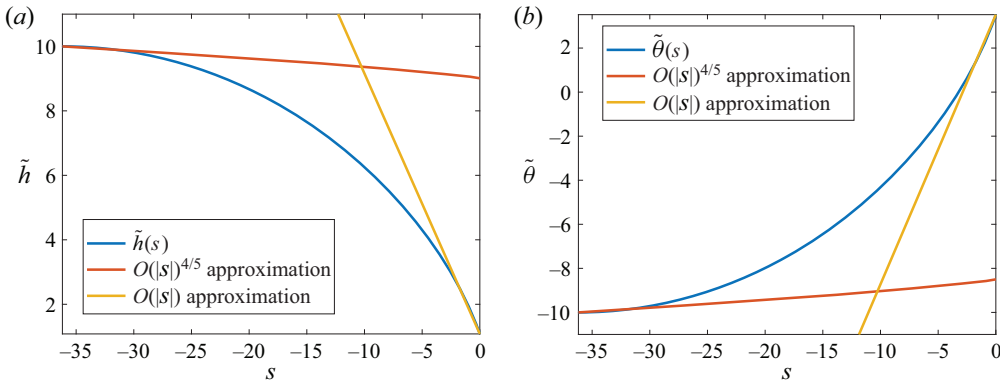 (a)
10
8
6
4
2
h̃
h̃(s)
O(|s|)^{4/5} approximation
O(|s|) approximation
−35 −30 −25 −20 −15 −10 −5 0
s
(b)
2
0
−2
−4
−6
−8
−10
θ̃
θ̃(s)
O(|s|)^{4/5} approximation
O(|s|) approximation
−35 −30 −25 −20 −15 −10 −5 0
s